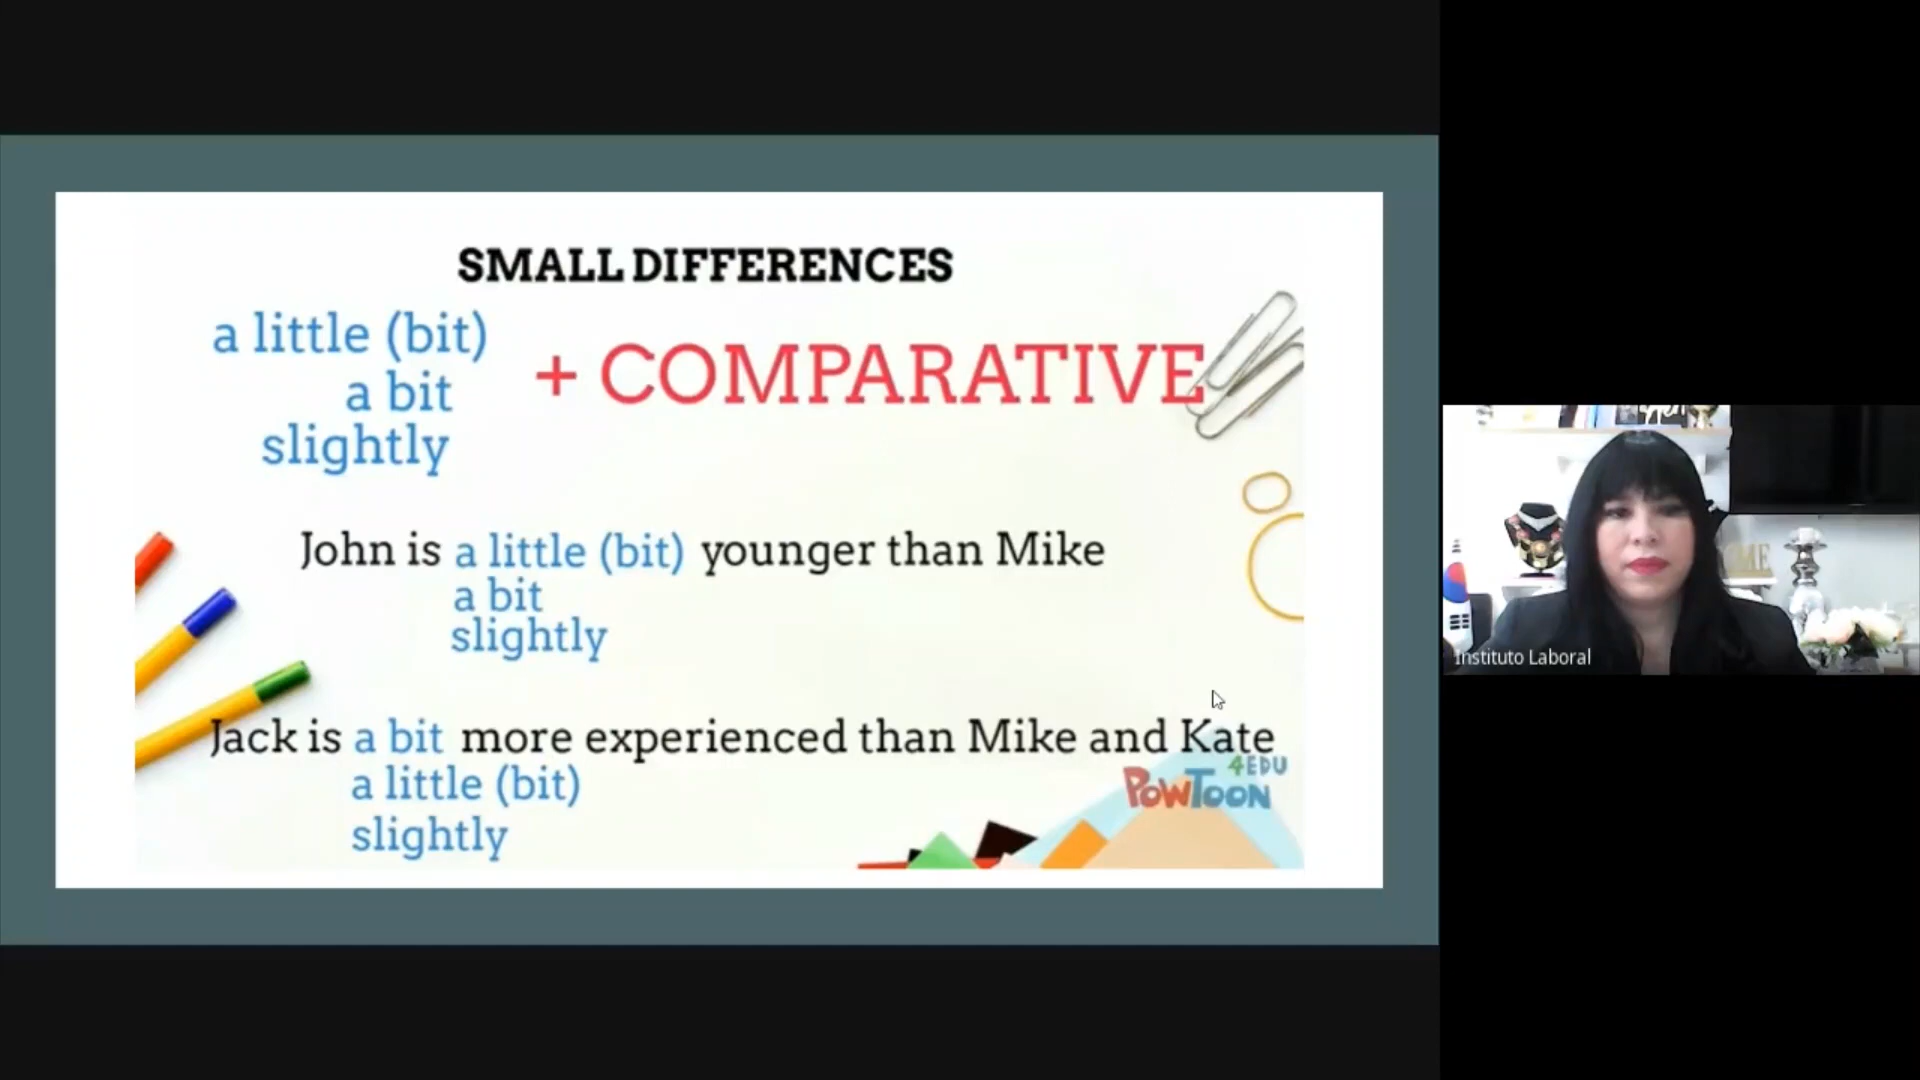 SMALL DIFFERENCES
a little (bit)
a bit
slightly
+ COMPARATIVE
John is a little (bit) younger than Mike
a bit
slightly
Jack is a bit more experienced than Mike and Kate
a little (bit)
slightly
4EDU
POWTOON
Instituto Laboral